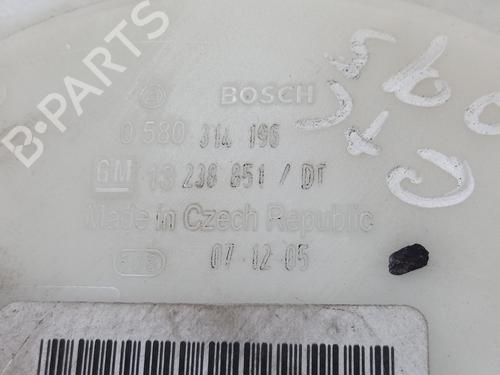 BOSCH
0 580 314 196
GM 13 238 851 / DT
Made in Czech Republic
07 12 05
B-PARTS